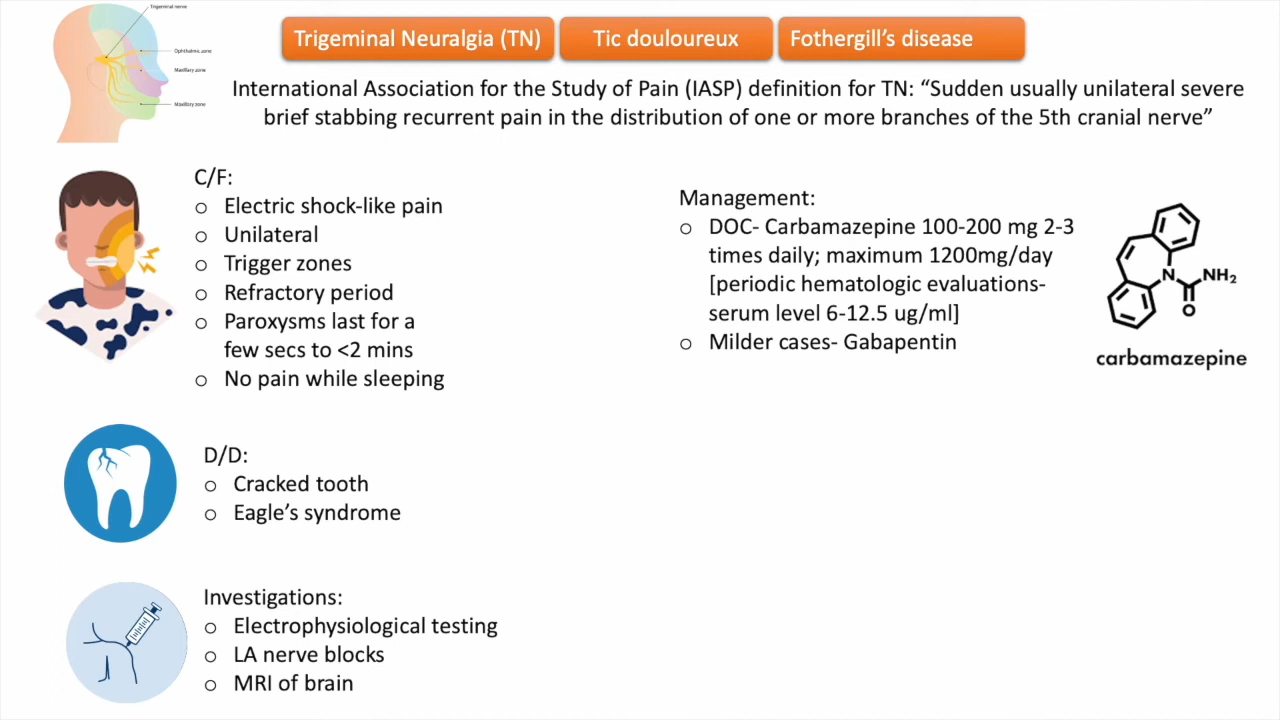 Trigeminal nerve
Ophthalmic zone
Maxillary zone
Maxillary zone
Trigeminal Neuralgia (TN)
Tic douloureux
Fothergill’s disease
International Association for the Study of Pain (IASP) definition for TN: “Sudden usually unilateral severe
brief stabbing recurrent pain in the distribution of one or more branches of the 5th cranial nerve”
C/F:
o Electric shock-like pain
o Unilateral
o Trigger zones
o Refractory period
o Paroxysms last for a
few secs to <2 mins
o No pain while sleeping
D/D:
o Cracked tooth
o Eagle’s syndrome
Investigations:
o Electrophysiological testing
o LA nerve blocks
o MRI of brain
Management:
o DOC- Carbamazepine 100-200 mg 2-3
times daily; maximum 1200mg/day
[periodic hematologic evaluations-
serum level 6-12.5 ug/ml]
o Milder cases- Gabapentin
N
NH₂
O
carbamazepine